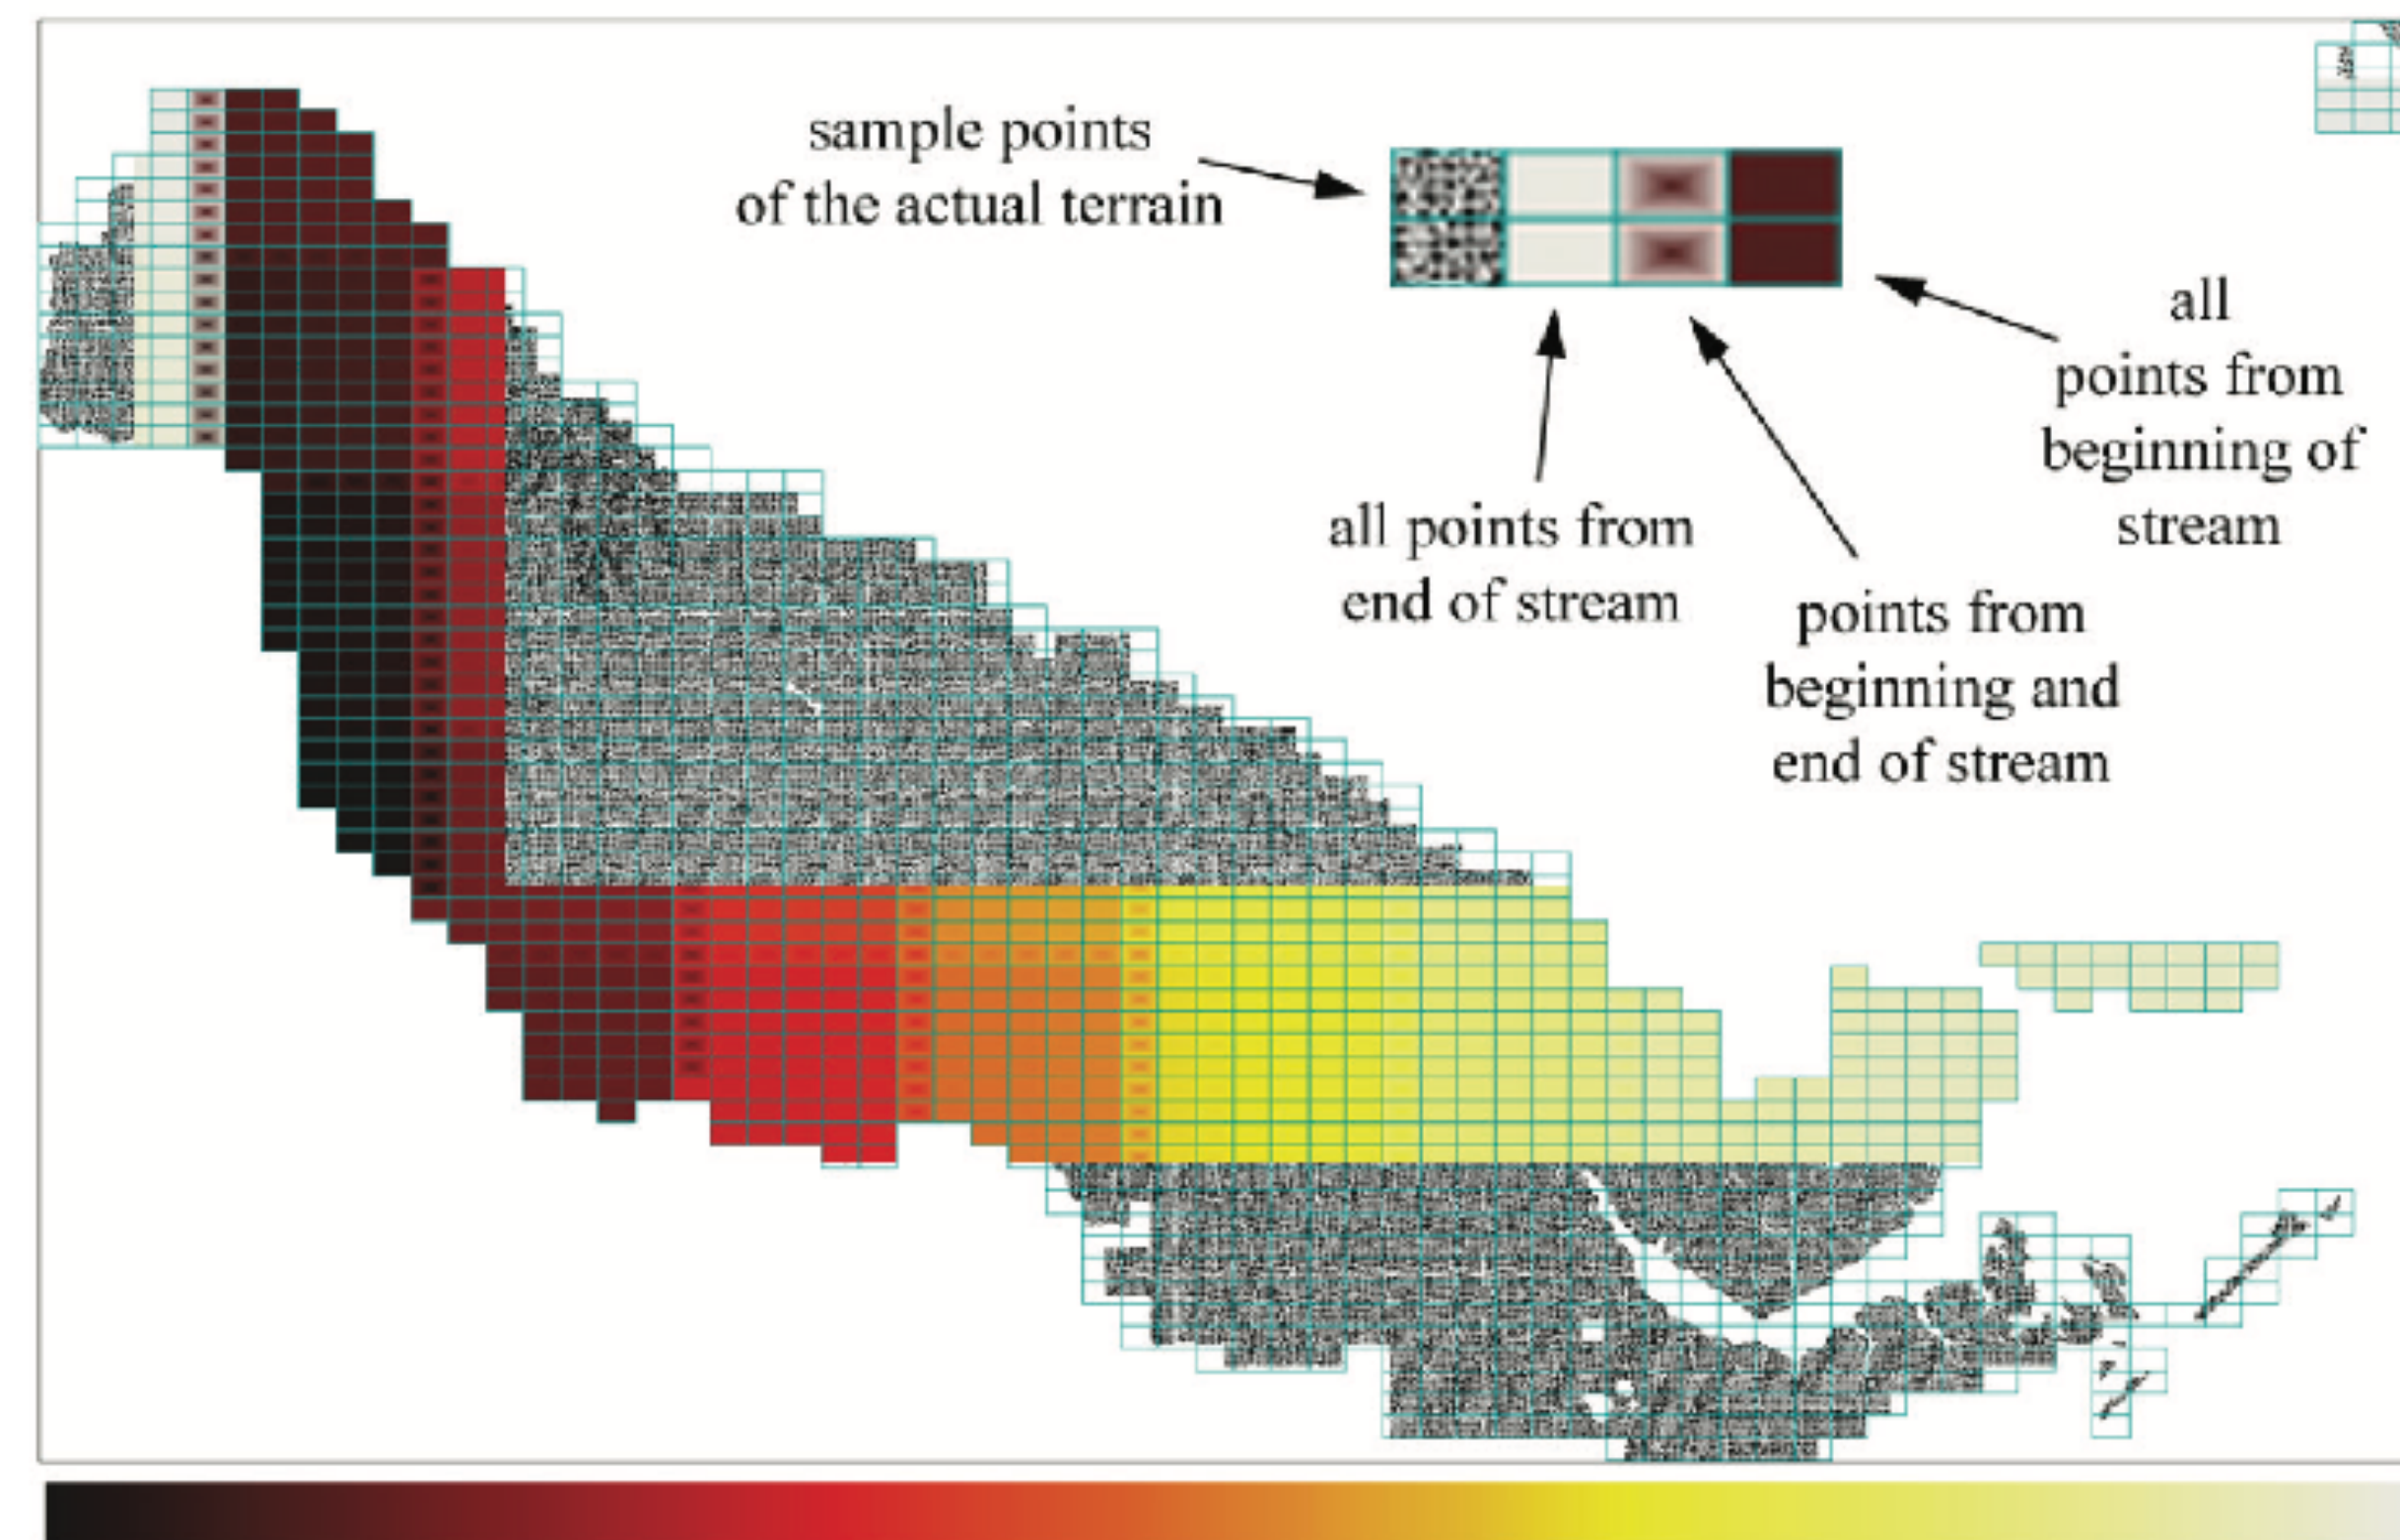 sample points
of the actual terrain
all
points from
beginning of
stream
all points from
end of stream
points from
beginning and
end of stream